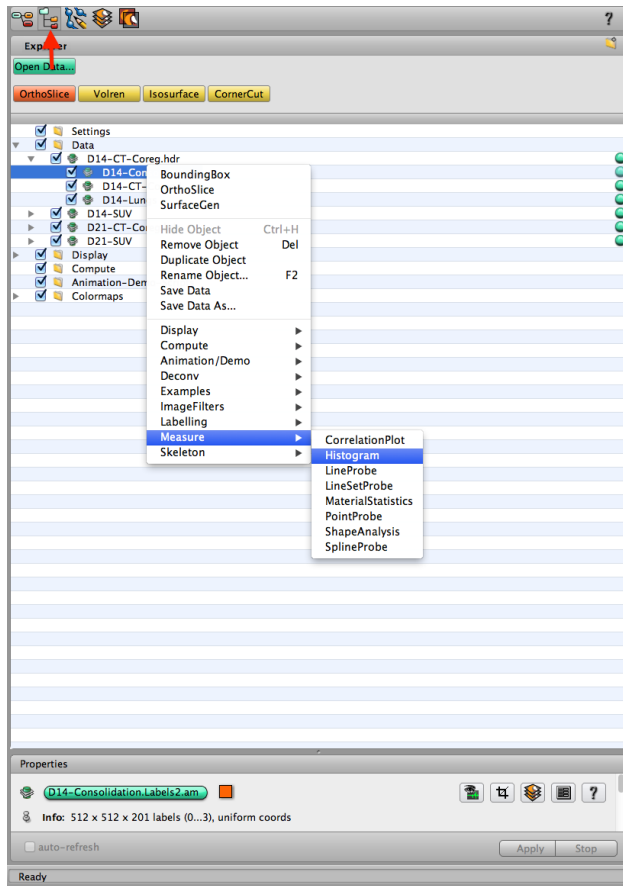 ?
Explorer
Open Data...
OrthoSlice Volren Isosurface CornerCut
Settings
Data
D14-CT-Coreg.hdr
D14-Con
D14-CT-
D14-Lun
D14-SUV
D21-CT-Co
D21-SUV
Display
Compute
Animation-Dem
Colormaps
BoundingBox
OrthoSlice
SurfaceGen
Hide Object Ctrl+H
Remove Object Del
Duplicate Object
Rename Object... F2
Save Data
Save Data As...
Display
Compute
Animation/Demo
Deconv
Examples
ImageFilters
Labelling
Measure
Skeleton
CorrelationPlot
Histogram
LineProbe
LineSetProbe
MaterialStatistics
PointProbe
ShapeAnalysis
SplineProbe
Properties
D14-Consolidation.Labels2.am
?
Info: 512 x 512 x 201 labels (0...3), uniform coords
auto-refresh
Apply Stop
Ready